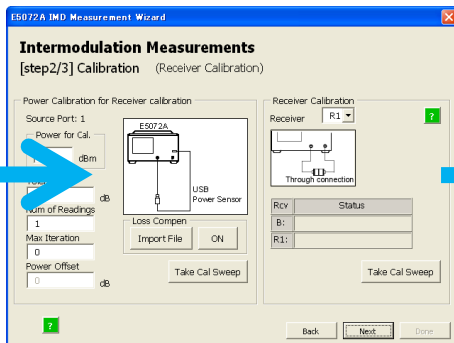 E5072A IMD Measurement Wizard
Intermodulation Measurements
[step2/3] Calibration (Receiver Calibration)
Power Calibration for Receiver calibration
Source Port: 1
Power for Cal.
dBm
dB
Num of Readings
1
Max Iteration
0
Power Offset
0
dB
E5072A
USB
Power Sensor
Loss Compen
Import File
ON
Take Cal Sweep
Receiver Calibration
Receiver
R1
?
Through connection
Rcv Status
B:
R1:
Take Cal Sweep
?
Back
Next
Done